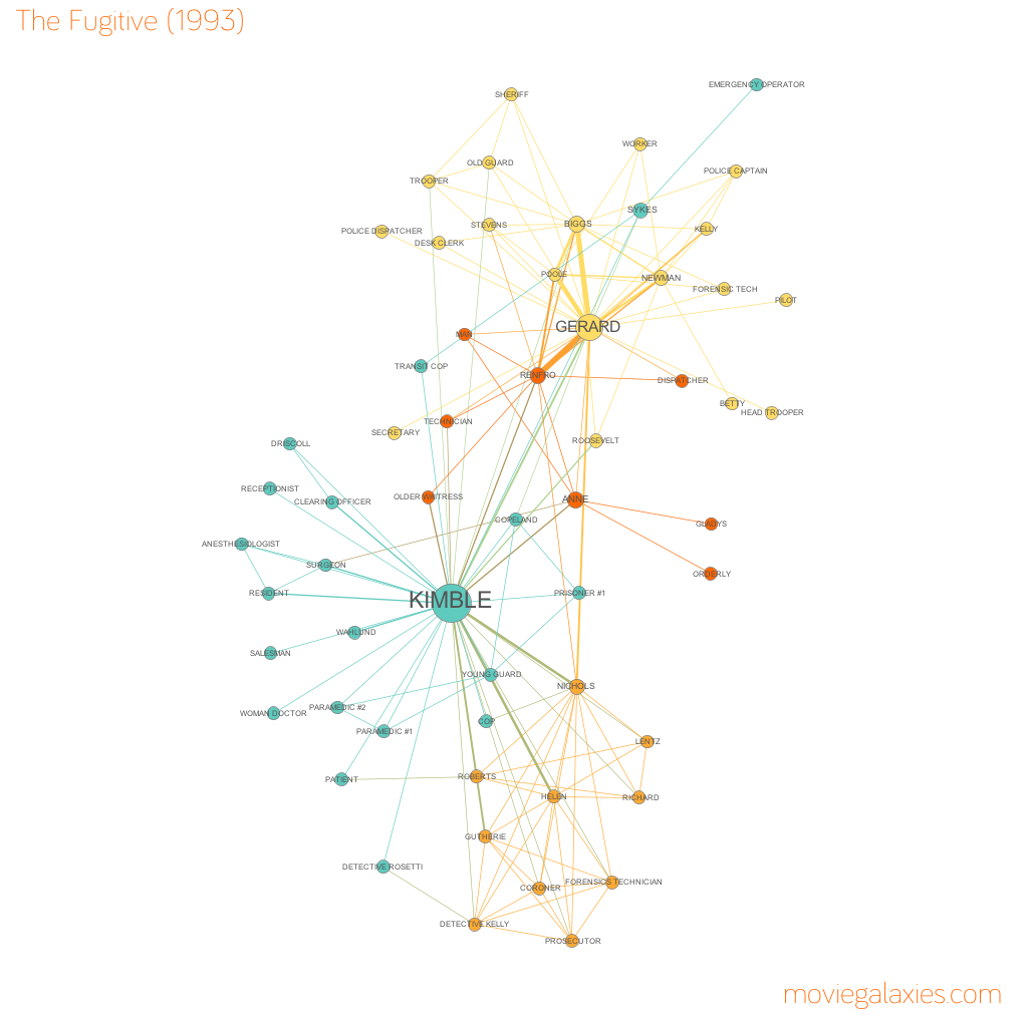 The Fugitive (1993)
EMERGENCY OPERATOR
SHERIFF
WORKER
OLD GUARD
POLICE CAPTAIN
TROOPER
SYKES
STEVENS
BIGGS
KELLY
POLICE DISPATCHER
DESK CLERK
POOLE
NEWMAN
FORENSIC TECH
PILOT
GERARD
MAN
TRANSIT COP
RENFRO
DISPATCHER
BETTY
HEAD TROOPER
TECHNICIAN
SECRETARY
ROOSEVELT
DRISCOLL
RECEPTIONIST
CLEARING OFFICER
OLDER WAITRESS
ANNE
COPELAND
GLADYS
ANESTHESIOLOGIST
SURGEON
ORDERLY
RESIDENT
KIMBLE
PRISONER #1
WAHLUND
SALESMAN
YOUNG GUARD
NICHOLS
PARAMEDIC #2
WOMAN DOCTOR
COP
PARAMEDIC #1
LENTZ
PATIENT
ROBERTS
HELEN
RICHARD
GUTHERIE
DETECTIVE ROSETTI
CORONER
FORENSICS TECHNICIAN
DETECTIVE KELLY
PROSECUTOR
moviegalaxies.com